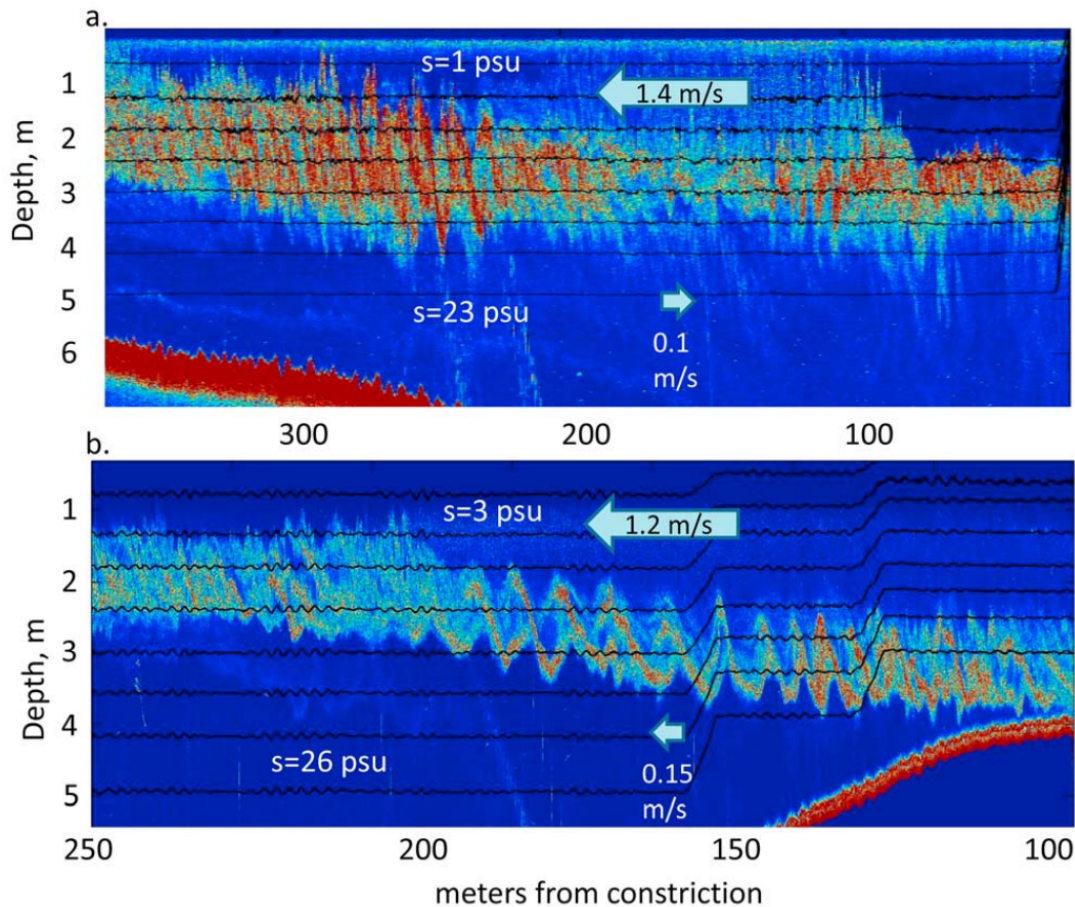 a.
s=1 psu
1
1.4 m/s
2
Depth, m
3
4
5
s=23 psu
0.1
m/s
6
300 200 100
b.
1
s=3 psu
1.2 m/s
2
Depth, m
3
4
s=26 psu
0.15
m/s
5
250 200 150 100
meters from constriction